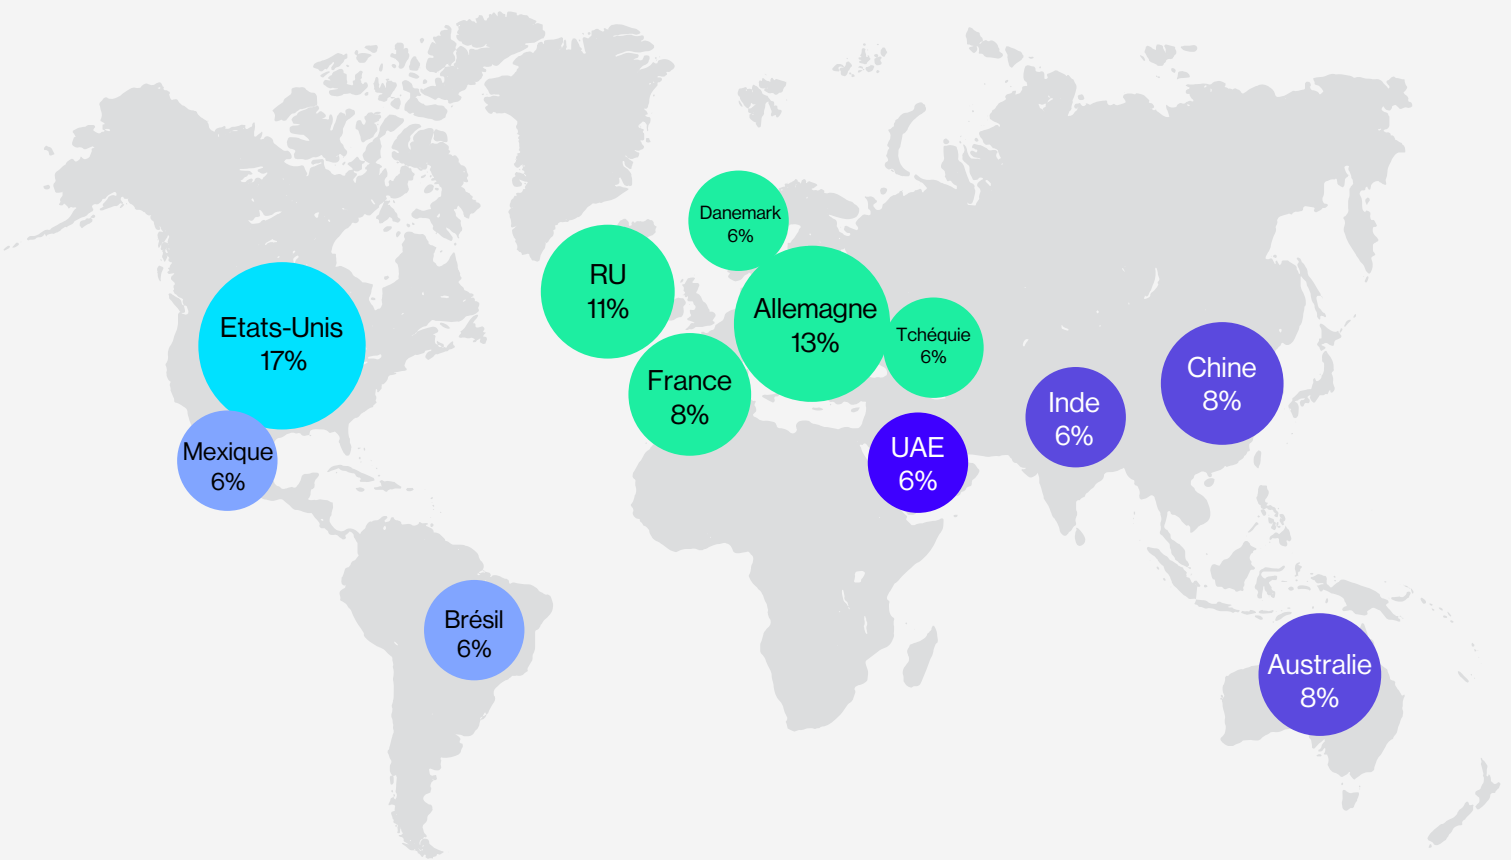 Danemark
6%
RU
11%
Allemagne
13%
Etats-Unis
17%
Tchéquie
6%
France
8%
Chine
8%
Inde
6%
Mexique
6%
UAE
6%
Brésil
6%
Australie
8%